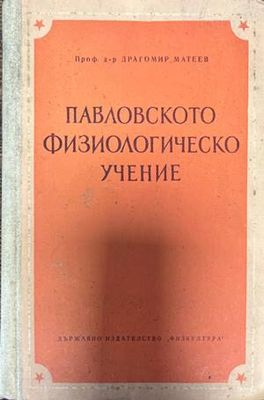 Проф. д-р ДРАГОМИР МАТЕЕВ
ПАВЛОВСКОТО
ФИЗИОЛОГИЧЕСКО
УЧЕНИЕ
ДЪРЖАВНО ИЗДАТЕЛСТВО „ФИЗКУЛТУРА"